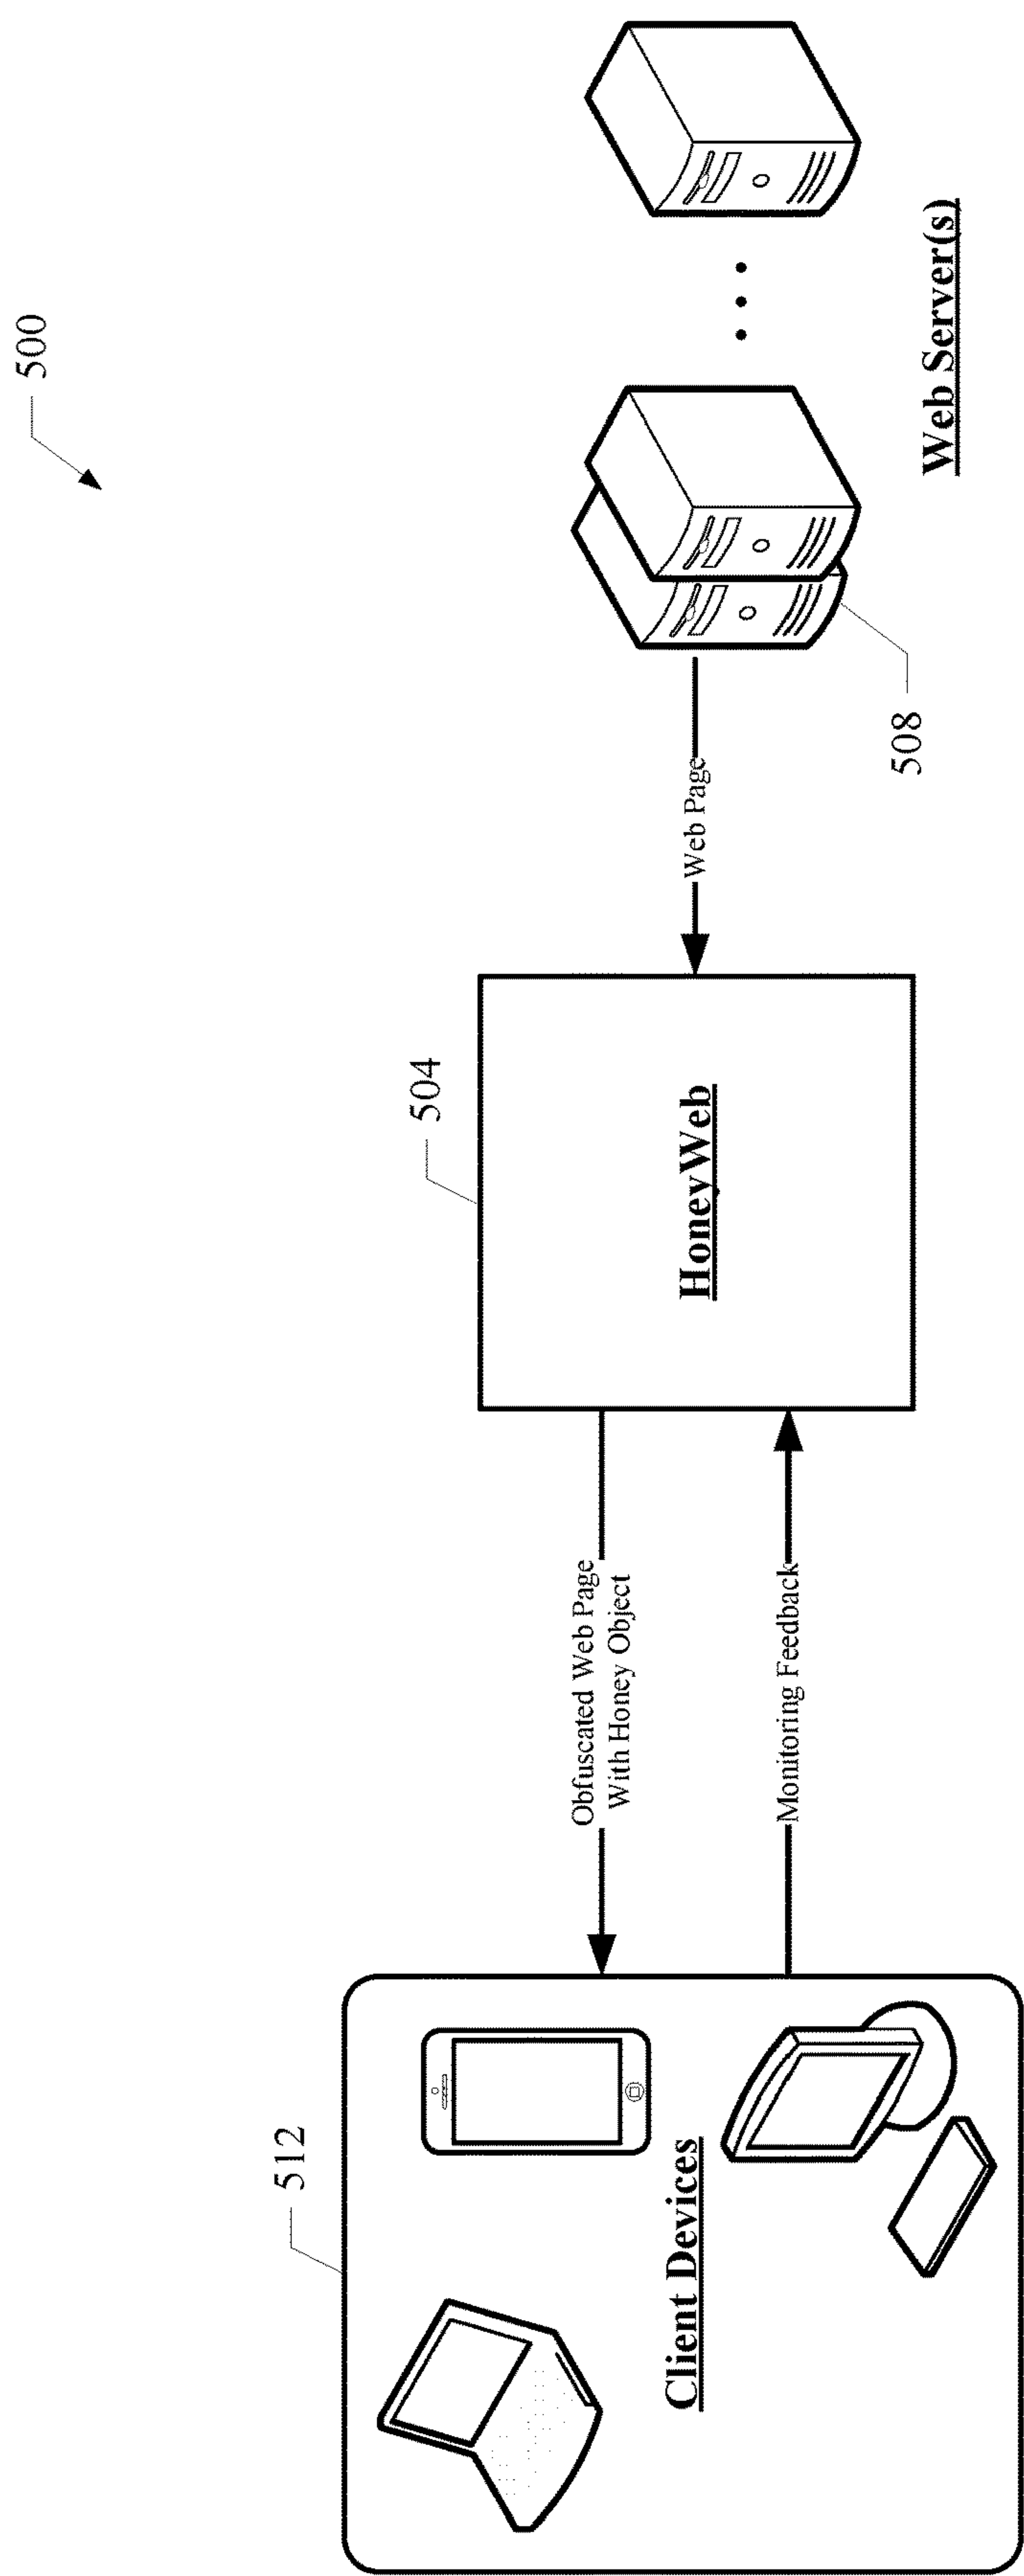 500
512
Client Devices
Obfuscated Web Page
With Honey Object
Monitoring Feedback
504
HoneyWeb
Web Page
508
Web Server(s)